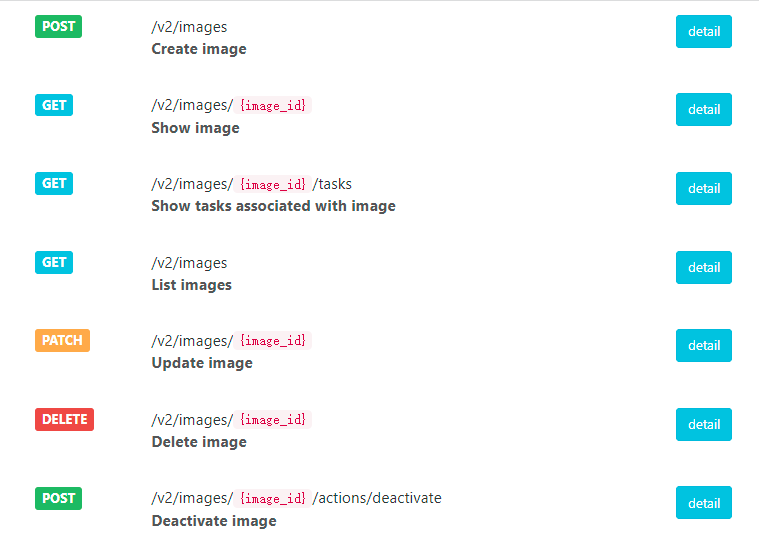 POST /v2/images detail
Create image
GET /v2/images/ {image_id} detail
Show image
GET /v2/images/ {image_id} /tasks detail
Show tasks associated with image
GET /v2/images detail
List images
PATCH /v2/images/ {image_id} detail
Update image
DELETE /v2/images/ {image_id} detail
Delete image
POST /v2/images/ {image_id} /actions/deactivate detail
Deactivate image